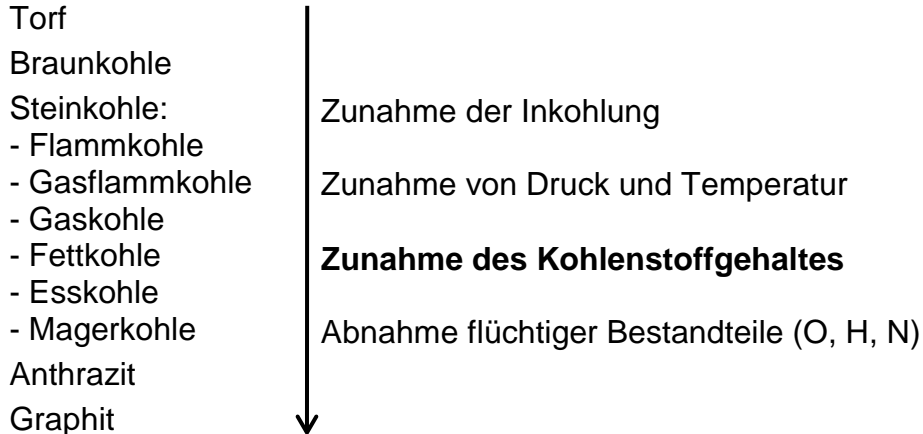 Torf
Braunkohle
Steinkohle:
- Flammkohle
- Gasflammkohle
- Gaskohle
- Fettkohle
- Esskohle
- Magerkohle
Anthrazit
Graphit
Zunahme der Inkohlung
Zunahme von Druck und Temperatur
Zunahme des Kohlenstoffgehaltes
Abnahme flüchtiger Bestandteile (O, H, N)